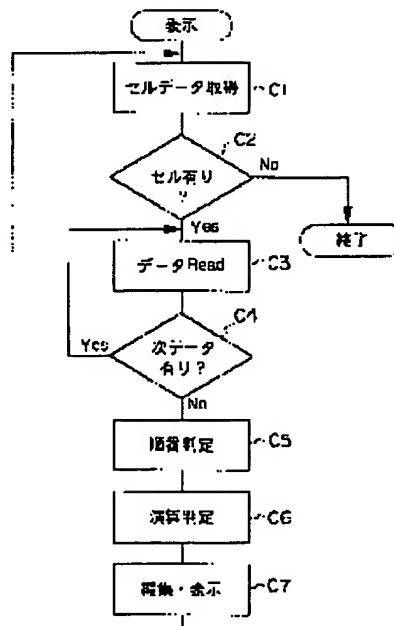 表示
セルデータ取得
C1
C2
セル有り
?
No
Yes
終了
データRead
C3
C4
次データ
有り?
Yes
No
順番判定
C5
演算判定
C6
編集・表示
C7